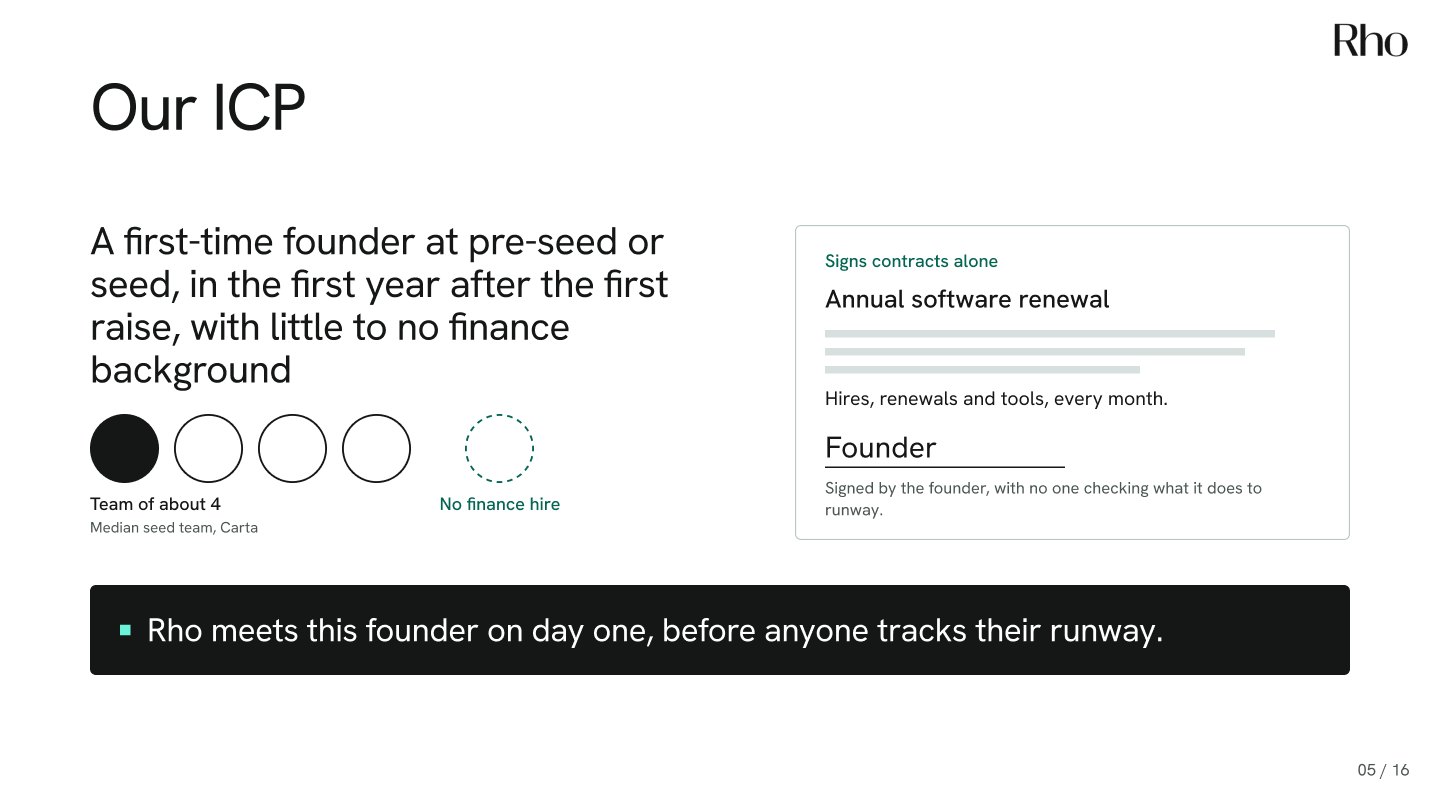 Rho
Our ICP
A first-time founder at pre-seed or
seed, in the first year after the first
raise, with little to no finance
background
Team of about 4
Median seed team, Carta
No finance hire
Signs contracts alone
Annual software renewal
Hires, renewals and tools, every month.
Founder
Signed by the founder, with no one checking what it does to
runway.
Rho meets this founder on day one, before anyone tracks their runway.
05 / 16